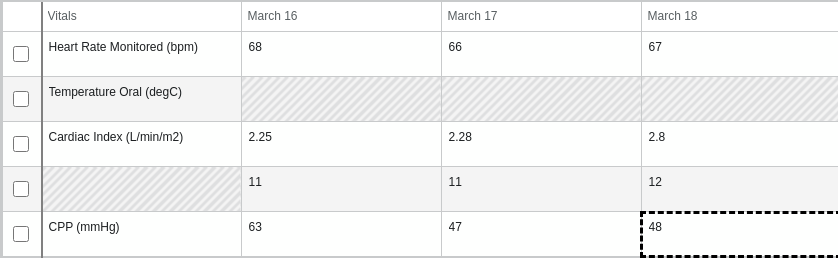 Vitals March 16 March 17 March 18
Heart Rate Monitored (bpm) 68 66 67
Temperature Oral (degC)
Cardiac Index (L/min/m2) 2.25 2.28 2.8
11 11 12
CPP (mmHg) 63 47 48